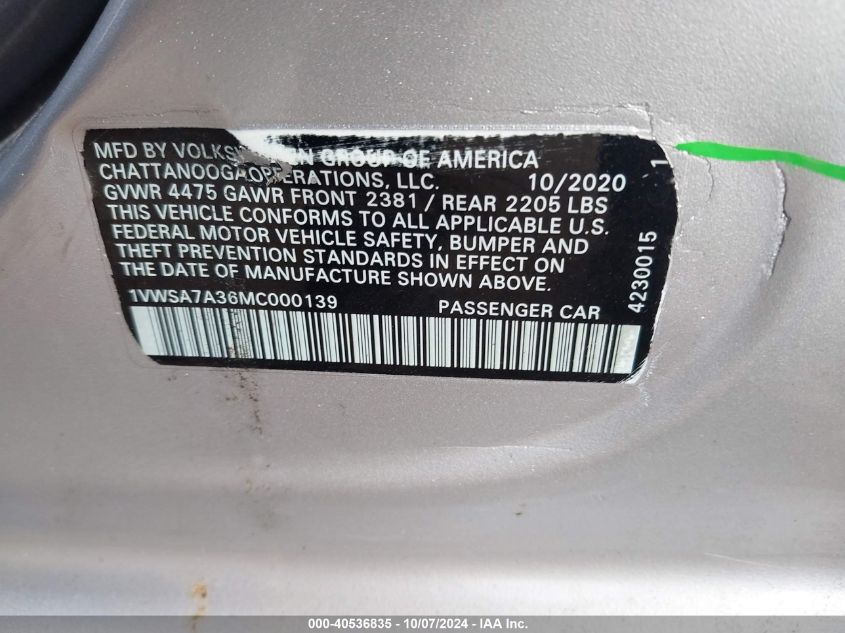 MFD BY VOLKSW EN GROUP OF AMERICA
CHATTANOOGA OPERATIONS, LLC. 10/2020
GVWR 4475 GAWR FRONT 2381 / REAR 2205 LBS
THIS VEHICLE CONFORMS TO ALL APPLICABLE U.S.
FEDERAL MOTOR VEHICLE SAFETY, BUMPER AND
THEFT PREVENTION STANDARDS IN EFFECT ON
THE DATE OF MANUFACTURE SHOWN ABOVE.
1VWSA7A36MC000139 PASSENGER CAR
4230015 1
000-40536835 - 10/07/2024 - IAA Inc.